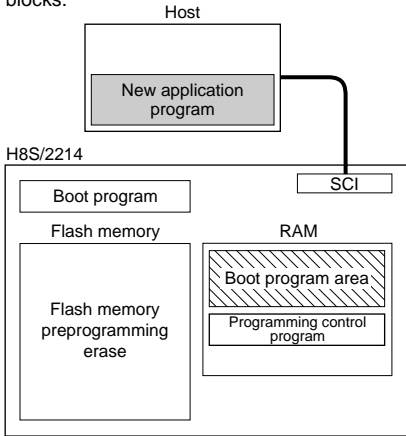 blocks.
Host
New application
program
H8S/2214
SCI
Boot program
Flash memory
RAM
Boot program area
Flash memory
preprogramming
erase
Programming control
program